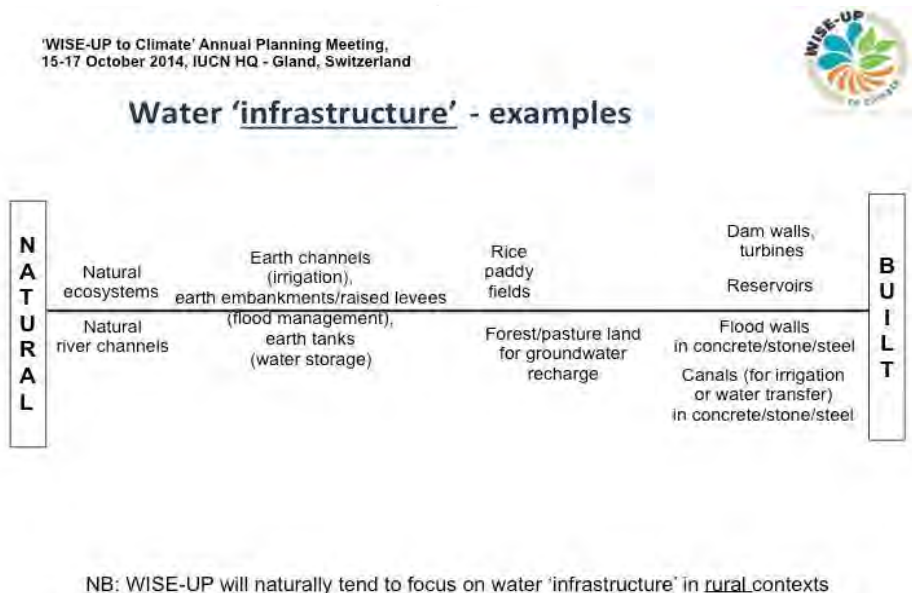 'WISE-UP to Climate' Annual Planning Meeting,
15-17 October 2014, IUCN HQ - Gland, Switzerland
WISE-UP
to climate
Water 'infrastructure' - examples
NATURAL
Natural
ecosystems
Natural
river channels
Earth channels
(irrigation),
earth embankments/raised levees
(flood management),
earth tanks
(water storage)
Rice
paddy
fields
Forest/pasture land
for groundwater
recharge
Dam walls,
turbines
Reservoirs
Flood walls
in concrete/stone/steel
Canals (for irrigation
or water transfer)
in concrete/stone/steel
BUILT
NB: WISE-UP will naturally tend to focus on water 'infrastructure' in rural contexts